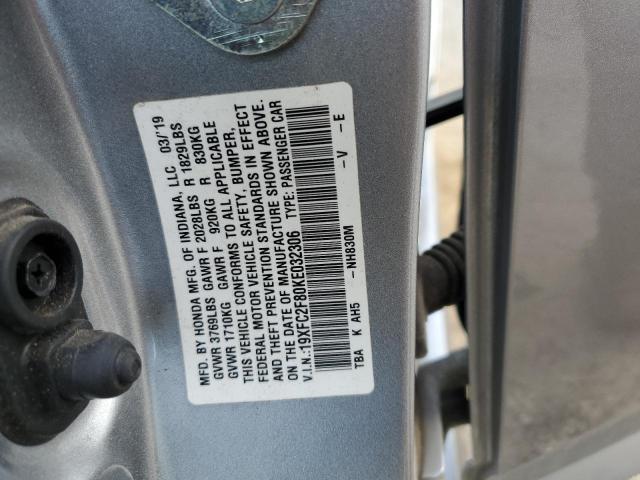 MFD. BY HONDA MFG. OF INDIANA, LLC 03/'19
GVWR 3769LBS GAWR F 2028LBS R 1829LBS
GVWR 1710KG GAWR F 920KG R 830KG
THIS VEHICLE CONFORMS TO ALL APPLICABLE
FEDERAL MOTOR VEHICLE SAFETY, BUMPER,
AND THEFT PREVENTION STANDARDS IN EFFECT
ON THE DATE OF MANUFACTURE SHOWN ABOVE.
V.I.N.:19XFC2F80KE032306 TYPE: PASSENGER CAR
TBA K AH5 -NH830M -V -E